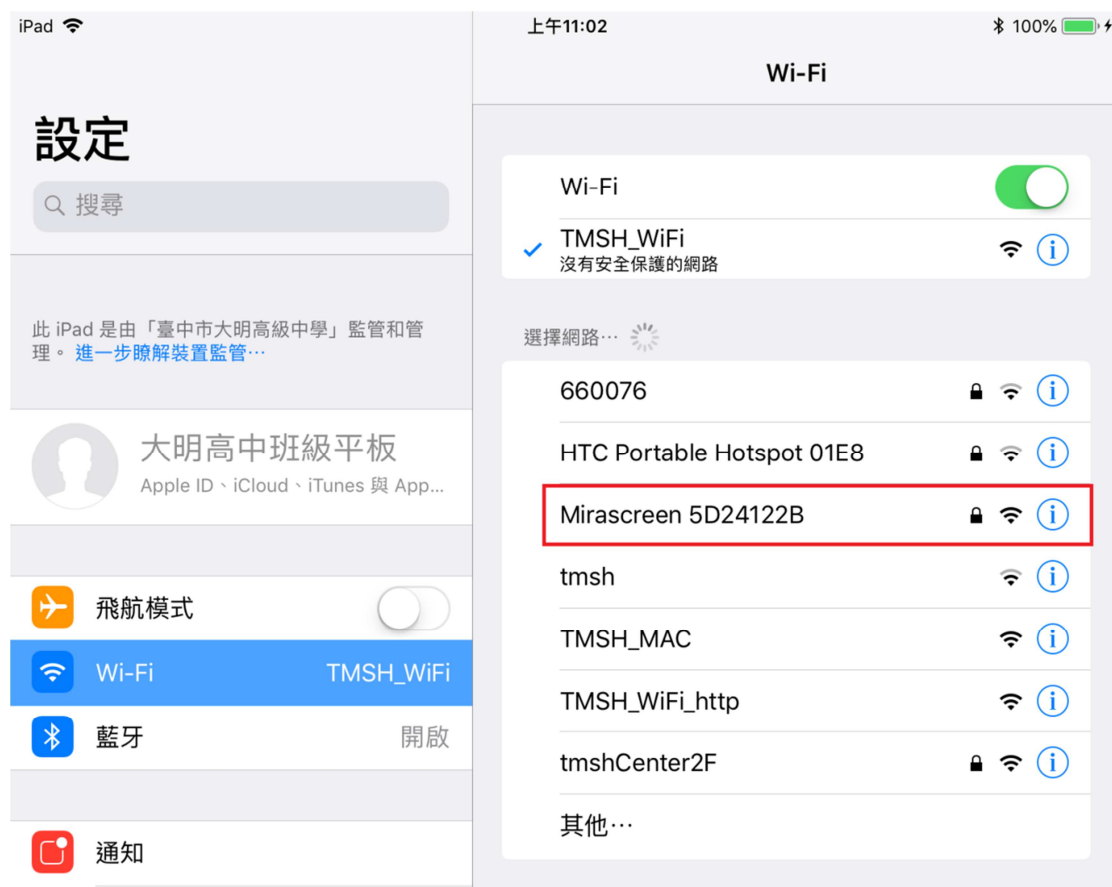 iPad
上午11:02
100%
設定
搜尋
此 iPad 是由「臺中市大明高級中學」監管和管
理。進一步瞭解裝置監管⋯
大明高中班級平板
Apple ID、iCloud、iTunes 與 App...
飛航模式
Wi-Fi TMSH_WiFi
藍牙 開啟
通知
Wi-Fi
Wi-Fi
TMSH_WiFi
沒有安全保護的網路
選擇網路⋯
660076
HTC Portable Hotspot 01E8
Mirascreen 5D24122B
tmsh
TMSH_MAC
TMSH_WiFi_http
tmshCenter2F
其他⋯